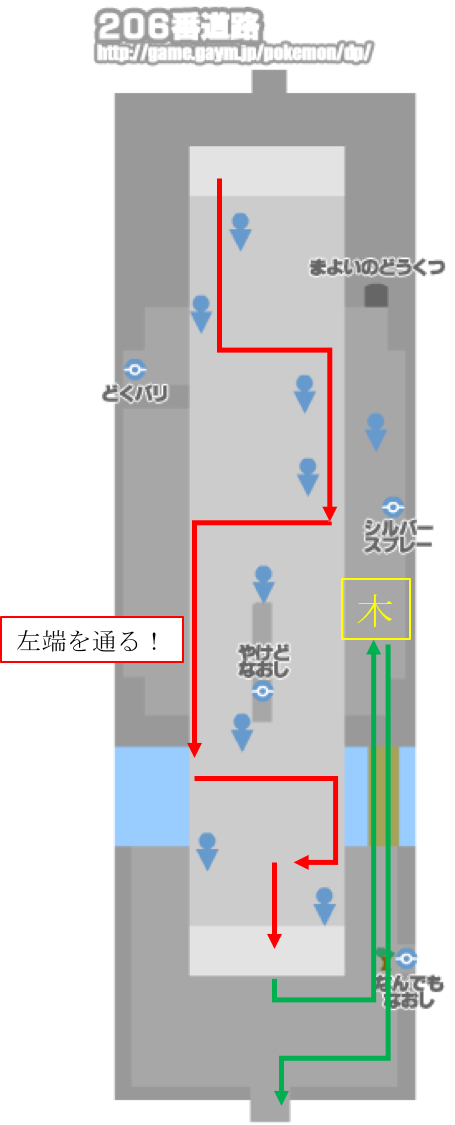 206番道路
http://game.gaym.jp/pokemon/dp/
まよいのどうくつ
どくバリ
シルバー
スプレー
木
左端を通る！
やけど
なおし
なんでも
なおし